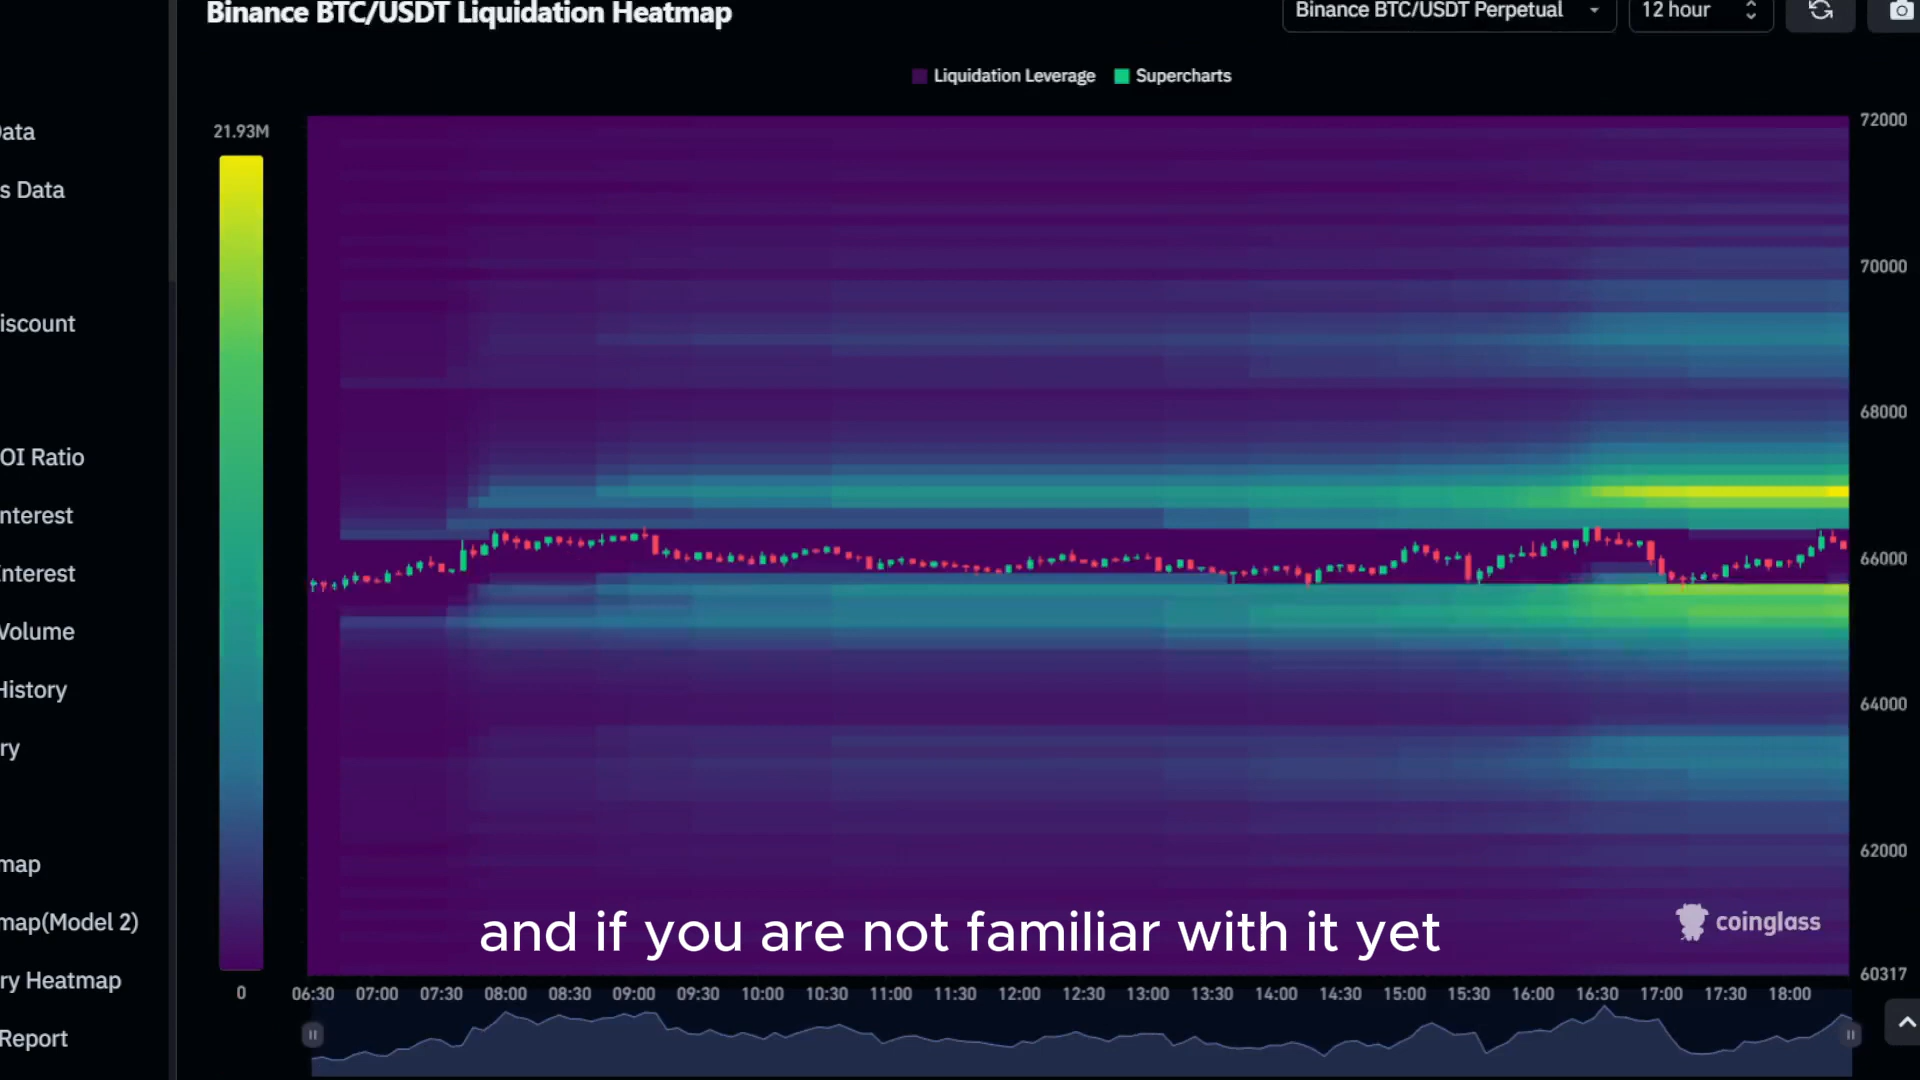 Binance BTC/USDT Liquidation Heatmap
Binance BTC/USDT Perpetual
12 hour
Liquidation Leverage
Supercharts
21.93M
0
ata
s Data
iscount
OI Ratio
nterest
Interest
Volume
History
ry
map
map(Model 2)
ry Heatmap
Report
72000
70000
68000
66000
64000
62000
60317
and if you are not familiar with it yet
coinglass
06:30 07:00 07:30 08:00 08:30 09:00 09:30 10:00 10:30 11:00 11:30 12:00 12:30 13:00 13:30 14:00 14:30 15:00 15:30 16:00 16:30 17:00 17:30 18:00